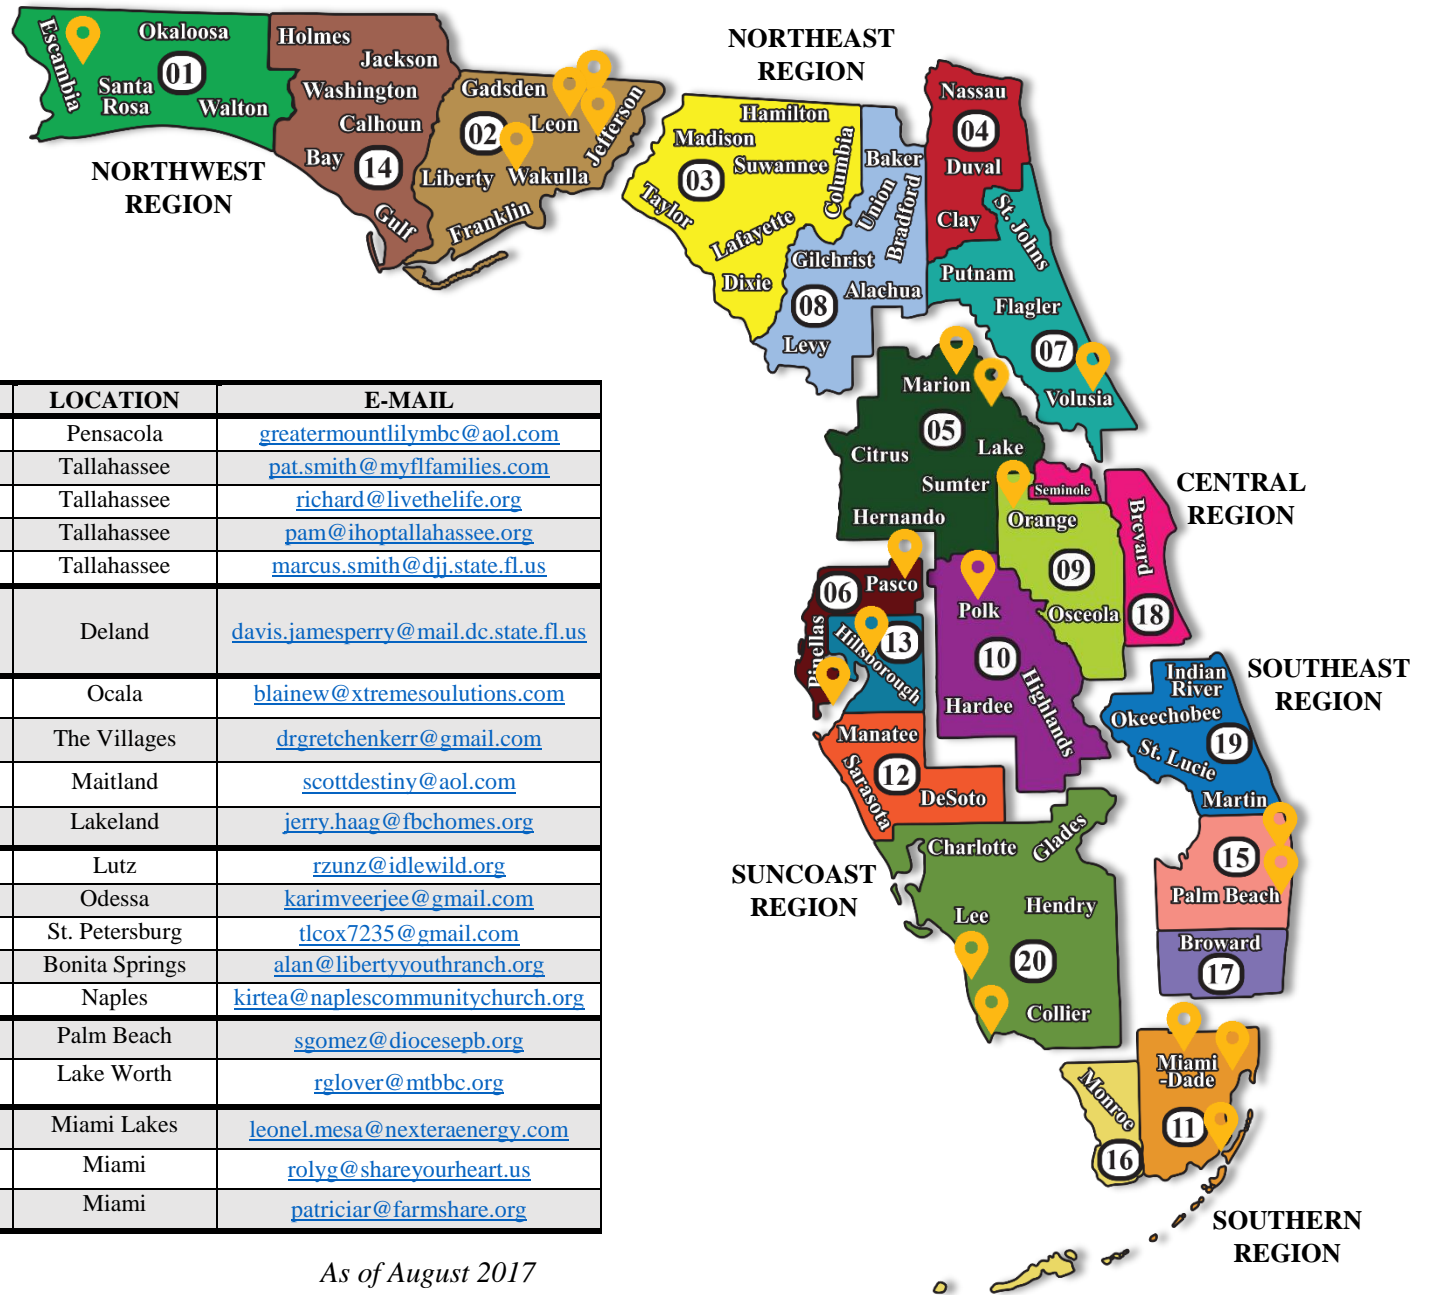 NORTHEAST
REGION
Escambia
Okaloosa
Santa
Rosa
01
Walton
Holmes
Jackson
Washington
Calhoun
Bay
14
Gulf
Gadsden
02
Leon
Jefferson
Liberty
Wakulla
Franklin
NORTHWEST
REGION
Hamilton
Madison
03
Suwannee
Columbia
Taylor
Lafayette
Dixie
Baker
Union
Bradford
Gilchrist
Alachua
08
Levy
Nassau
04
Duval
Clay
St. Johns
Putnam
Flagler
07
Volusia
Marion
05
Citrus
Lake
Sumter
Hernando
CENTRAL
REGION
Seminole
Orange
09
Osceola
Brevard
18
06
Pasco
Pinellas
Hillsborough
13
Polk
10
Hardee
Highlands
SOUTHEAST
REGION
Indian
River
Okeechobee
19
St. Lucie
Martin
Manatee
12
Sarasota
DeSoto
SUNCOAST
REGION
Charlotte
Glades
Lee
Hendry
20
Collier
15
Palm Beach
Broward
17
Miami
-Dade
11
Monroe
16
SOUTHERN
REGION
LOCATION E-MAIL
Pensacola greatermountlilymbc@aol.com
Tallahassee pat.smith@myflfamilies.com
Tallahassee richard@livethelife.org
Tallahassee pam@ihoptallahassee.org
Tallahassee marcus.smith@djj.state.fl.us
Deland davis.jamesperry@mail.dc.state.fl.us
Ocala blainew@xtremesoulutions.com
The Villages drgretchenkerr@gmail.com
Maitland scottdestiny@aol.com
Lakeland jerry.haag@fbchomes.org
Lutz rzunz@idlewild.org
Odessa karimveerjee@gmail.com
St. Petersburg tlcox7235@gmail.com
Bonita Springs alan@libertyyouthranch.org
Naples kirtea@naplescommunitychurch.org
Palm Beach sgomez@diocesepb.org
Lake Worth rglover@mtbbc.org
Miami Lakes leonel.mesa@nexteraenergy.com
Miami rolyg@shareyourheart.us
Miami patriciar@farmshare.org
As of August 2017